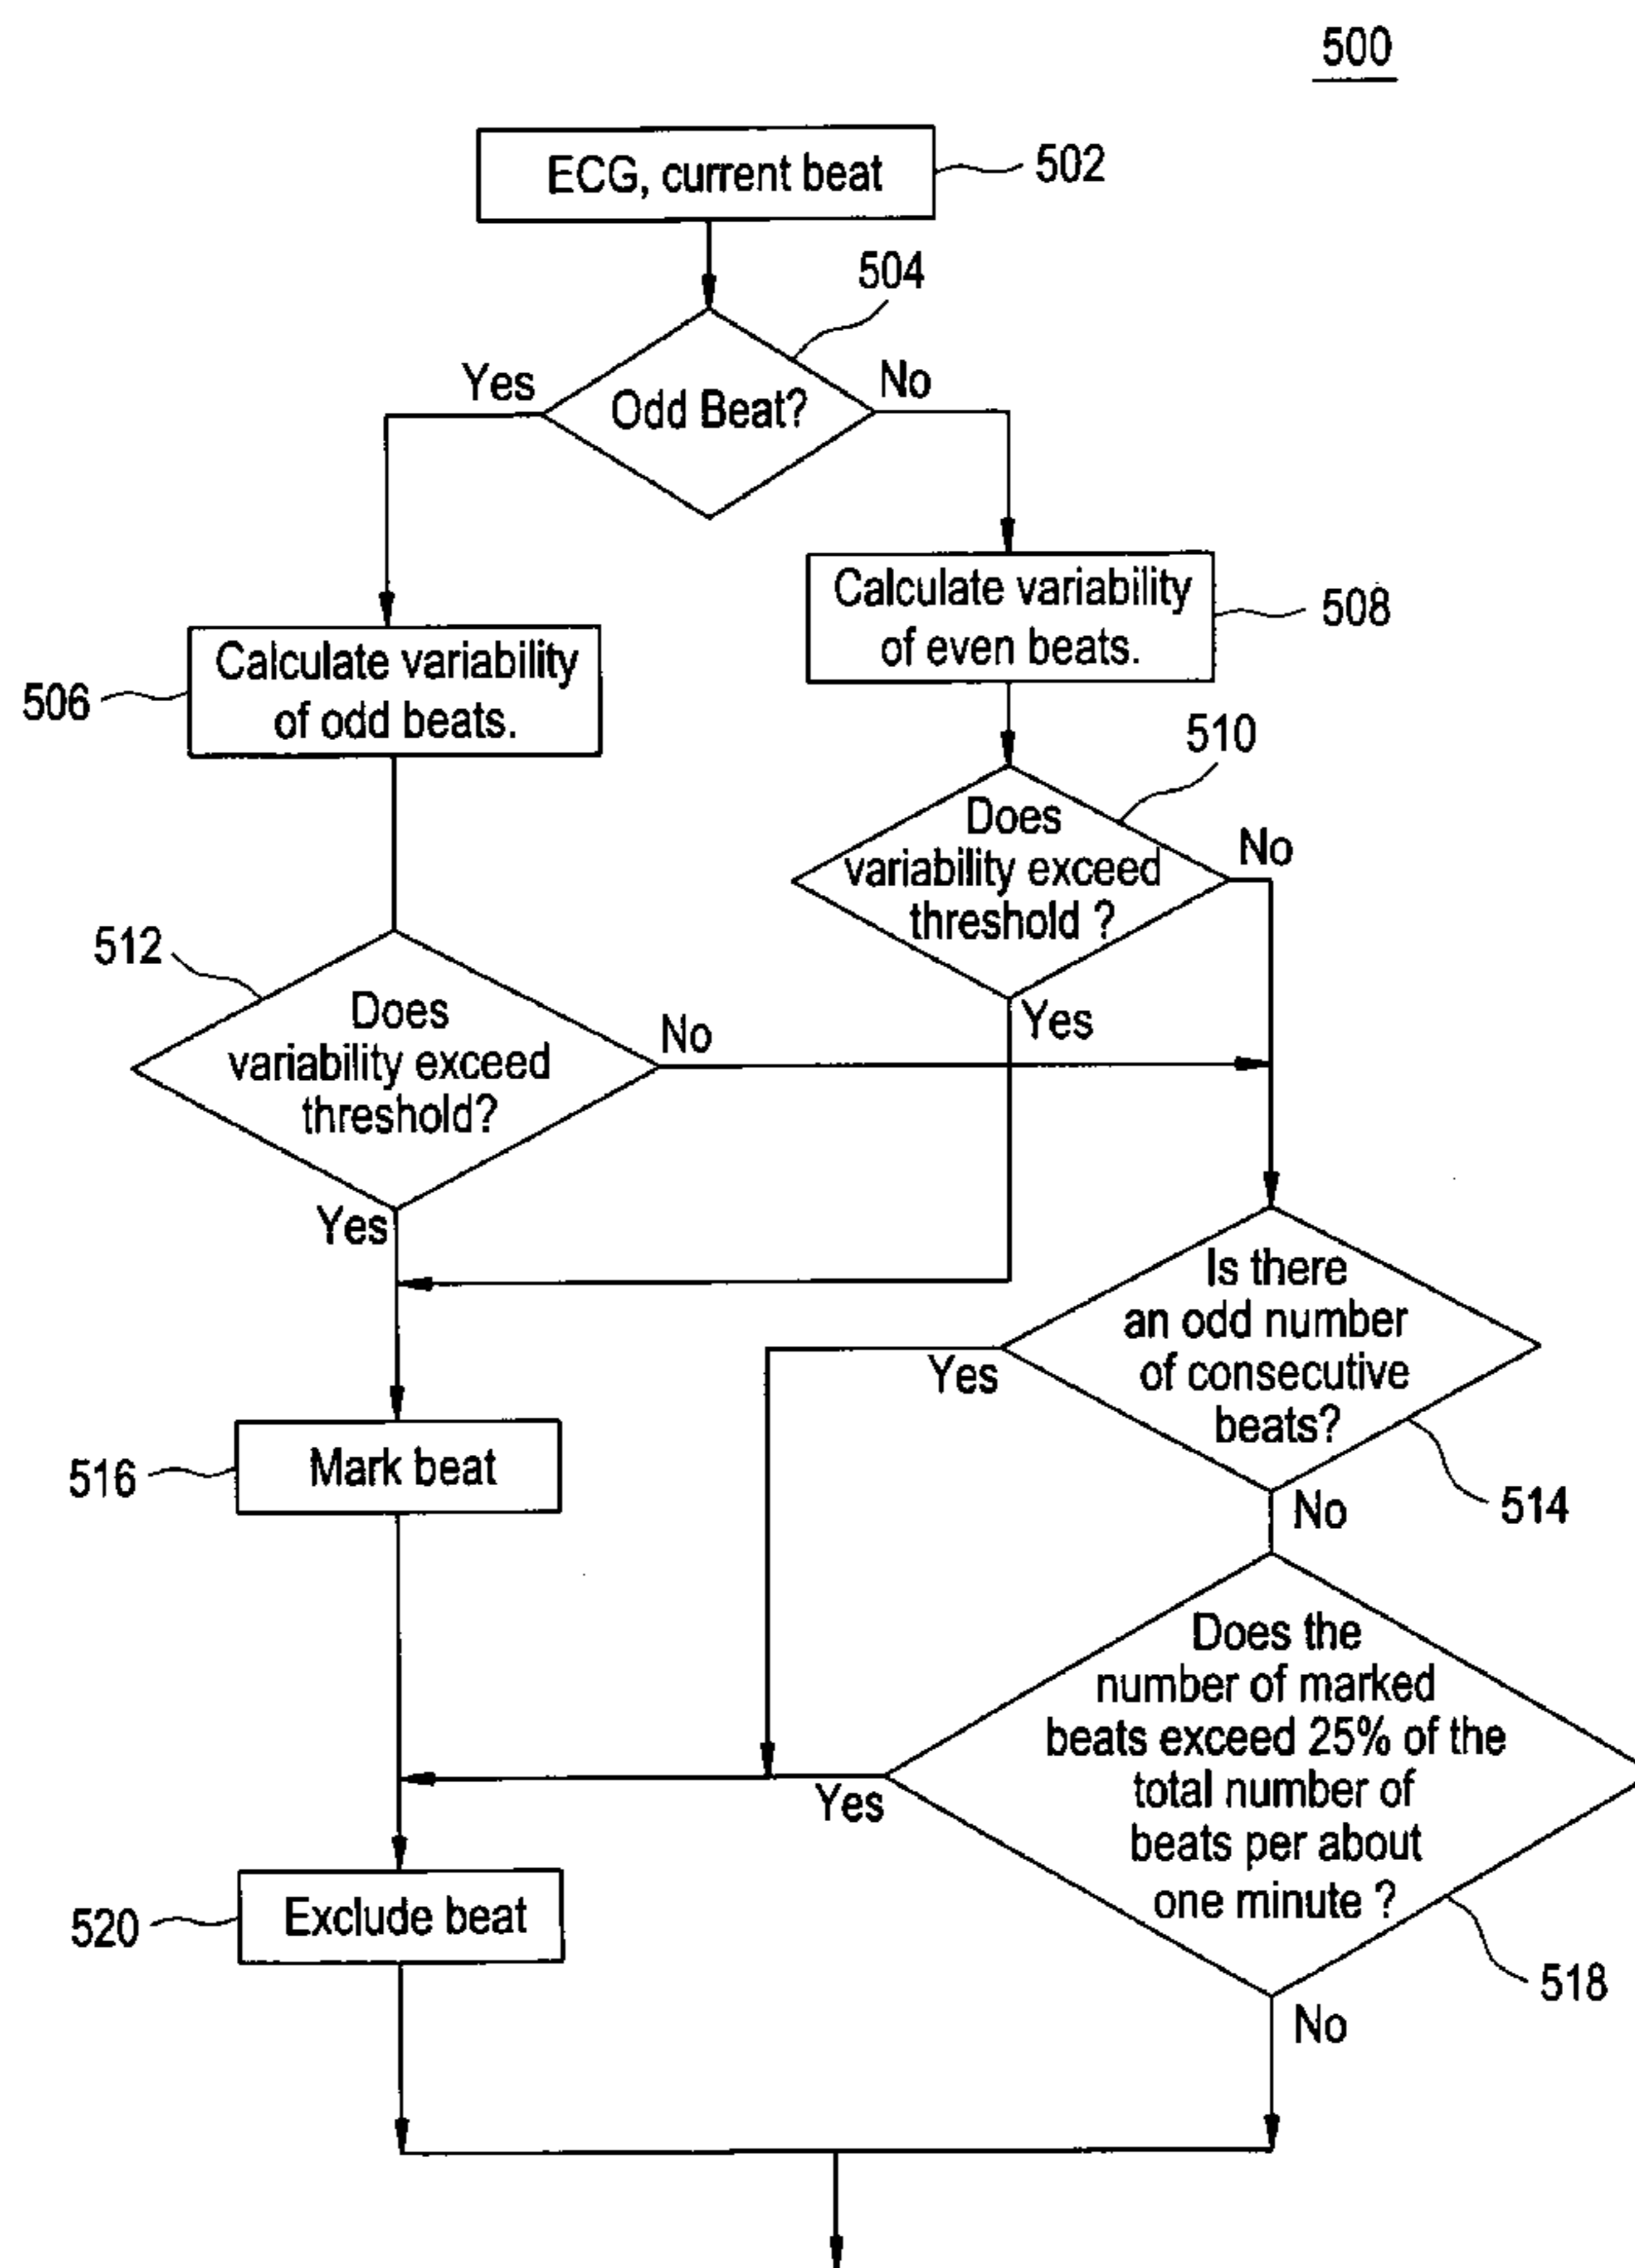 500
ECG, current beat
502
504
Yes
No
Odd Beat?
Calculate variability
of even beats.
508
Calculate variability
of odd beats.
506
510
Does
variability exceed
threshold ?
No
Yes
512
Does
variability exceed
threshold?
No
Yes
Is there
an odd number
of consecutive
beats?
Yes
No
514
Mark beat
516
Does the
number of marked
beats exceed 25% of the
total number of
beats per about
one minute ?
Yes
No
518
Exclude beat
520